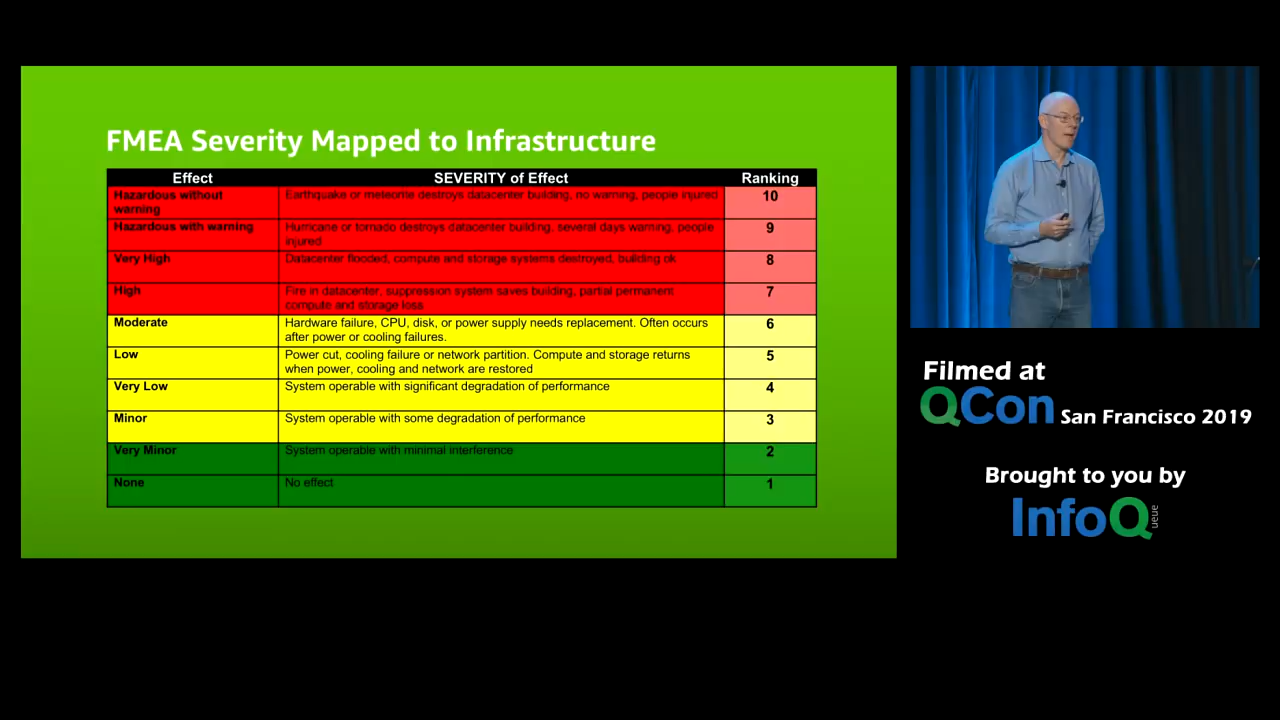 FMEA Severity Mapped to Infrastructure
Effect SEVERITY of Effect Ranking
Hazardous without Earthquake or meteorite destroys datacenter building, no warning, people injured 10
warning
Hazardous with warning Hurricane or tornado destroys datacenter building, several days warning, people 9
injured
Very High Datacenter flooded, compute and storage systems destroyed, building ok 8
High Fire in datacenter, suppression system saves building, partial permanent 7
compute and storage loss
Moderate Hardware failure, CPU, disk, or power supply needs replacement. Often occurs 6
after power or cooling failures.
Low Power cut, cooling failure or network partition. Compute and storage returns 5
when power, cooling and network are restored
Very Low System operable with significant degradation of performance 4
Minor System operable with some degradation of performance 3
Very Minor System operable with minimal interference 2
None No effect 1
Filmed at
QCon San Francisco 2019
Brought to you by
InfoQueue